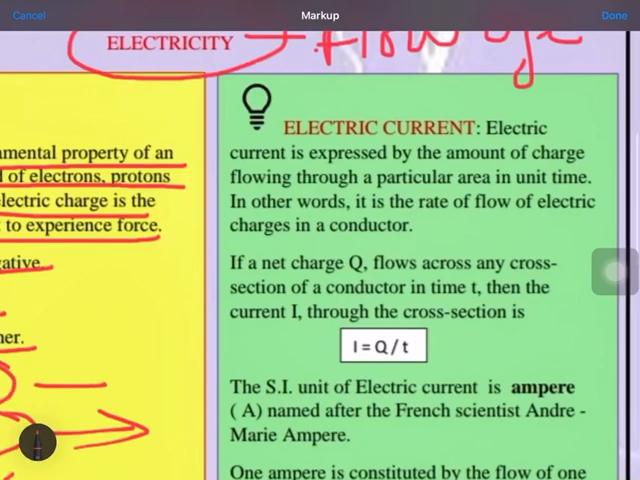 Cancel
Markup
Done
ELECTRICITY
Flow
ELECTRIC CURRENT: Electric
current is expressed by the amount of charge
flowing through a particular area in unit time.
In other words, it is the rate of flow of electric
charges in a conductor.
If a net charge Q, flows across any cross-
section of a conductor in time t, then the
current I, through the cross-section is
I = Q / t
The S.I. unit of Electric current is ampere
( A) named after the French scientist Andre -
Marie Ampere.
One ampere is constituted by the flow of one
amental property of an
d of electrons, protons
lectric charge is the
t to experience force.
gative.
her.